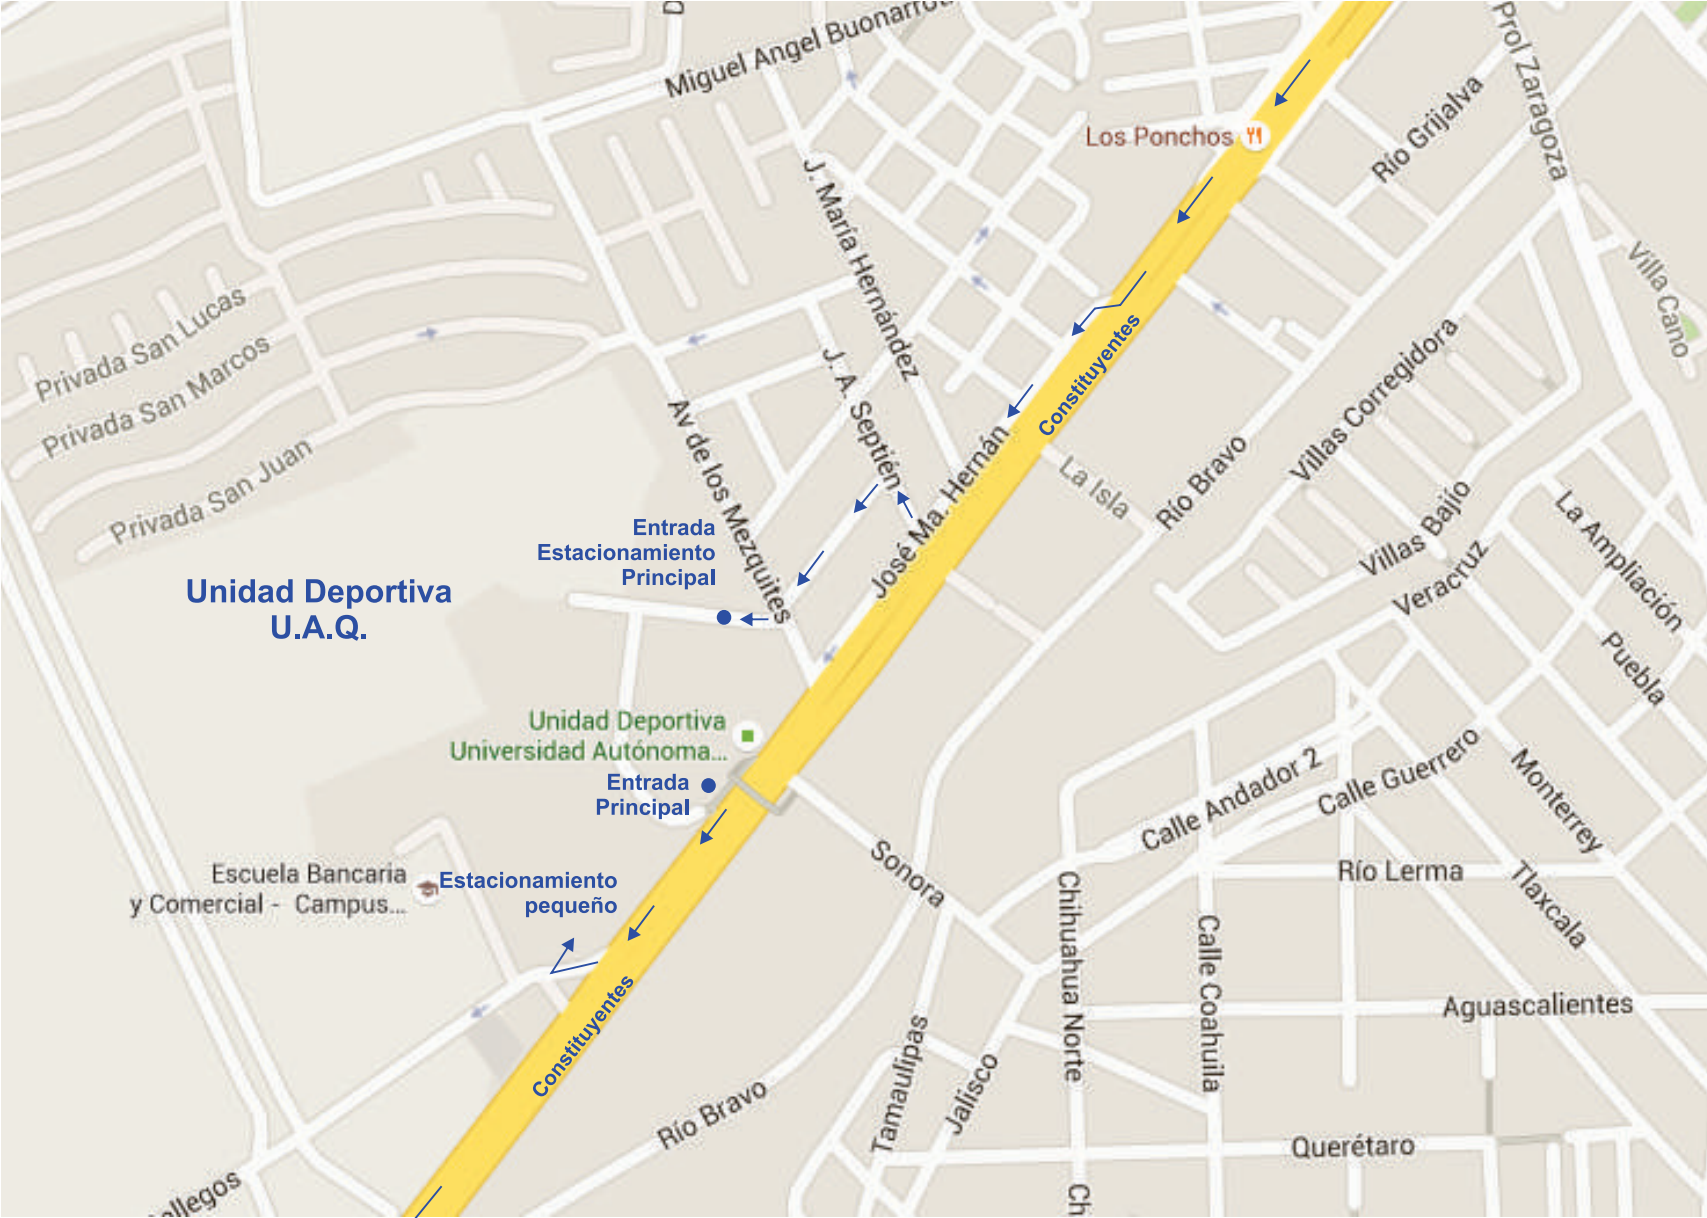 Miguel Angel Buonarro
Prol Zaragoza
Los Ponchos
Río Grijalva
J. María Hernández
Villa Cano
Privada San Lucas
Privada San Marcos
Privada San Juan
Constituyentes
J. A. Septién
Villas Corregidora
Av de los Mezquites
José Ma. Hernán
La Isla
Río Bravo
Villas Bajío
Veracruz
La Ampliación
Puebla
Entrada
Estacionamiento
Principal
Unidad Deportiva
U.A.Q.
Unidad Deportiva
Universidad Autónoma...
Entrada
Principal
Calle Andador 2
Calle Guerrero
Monterrey
Sonora
Río Lerma
Tlaxcala
Escuela Bancaria
y Comercial - Campus...
Estacionamiento
pequeño
Chihuahua Norte
Calle Coahuila
Aguascalientes
Constituyentes
Tamaulipas
Jalisco
Río Bravo
Querétaro
allegos
Ch